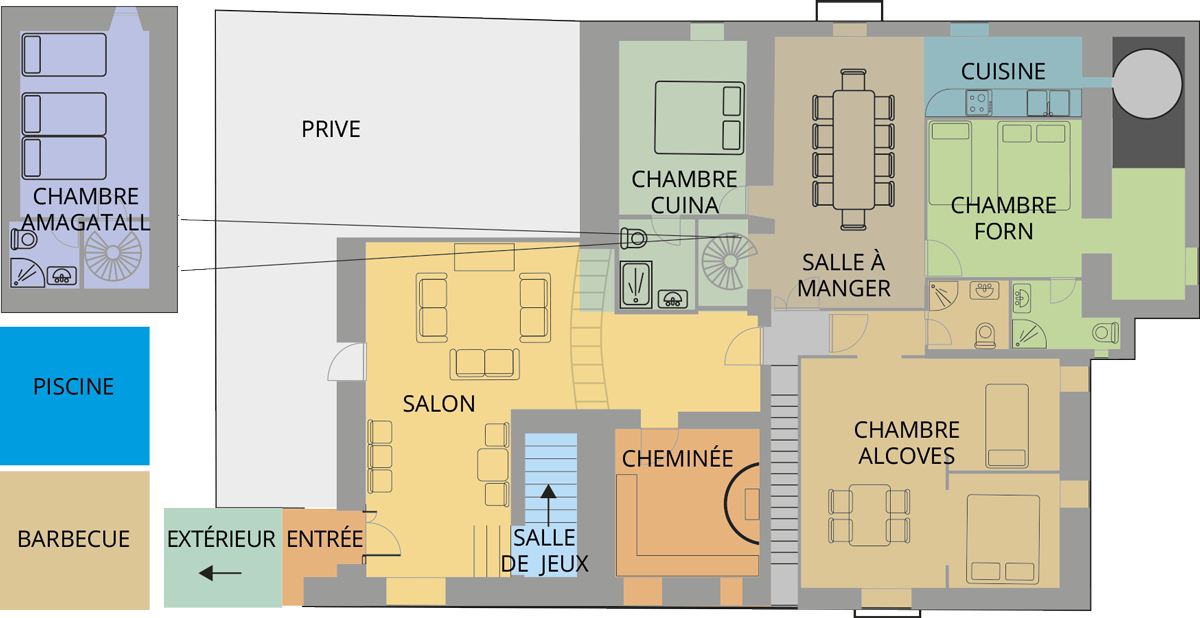 CHAMBRE
AMAGATALL
PRIVE
CHAMBRE
CUINA
SALLE À
MANGER
CUISINE
CHAMBRE
FORN
PISCINE
SALON
CHEMINÉE
CHAMBRE
ALCOVES
BARBECUE
EXTÉRIEUR
ENTRÉE
SALLE
DE JEUX